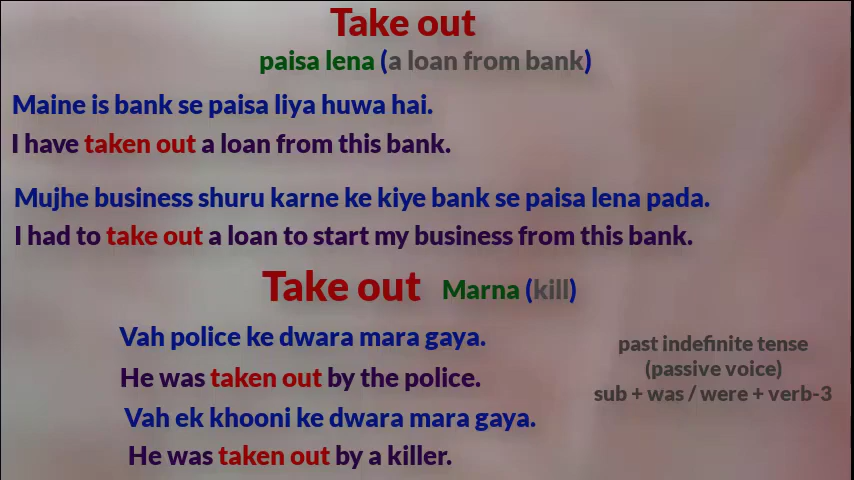 Take out
paisa lena (a loan from bank)
Maine is bank se paisa liya huwa hai.
I have taken out a loan from this bank.
Mujhe business shuru karne ke kiye bank se paisa lena pada.
I had to take out a loan to start my business from this bank.
Take out Marna (kill)
Vah police ke dwara mara gaya.
He was taken out by the police.
Vah ek khooni ke dwara mara gaya.
He was taken out by a killer.
past indefinite tense
(passive voice)
sub + was / were + verb-3